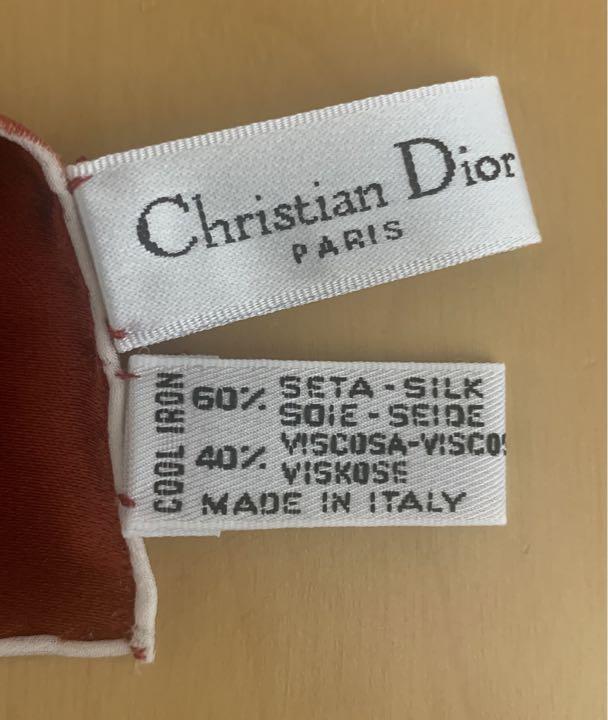 Christian Dior
PARIS
COOL IRON
60% SETA - SILK
SOIE - SEIDE
40% VISCOSA-VISCOS
VISKOSE
MADE IN ITALY